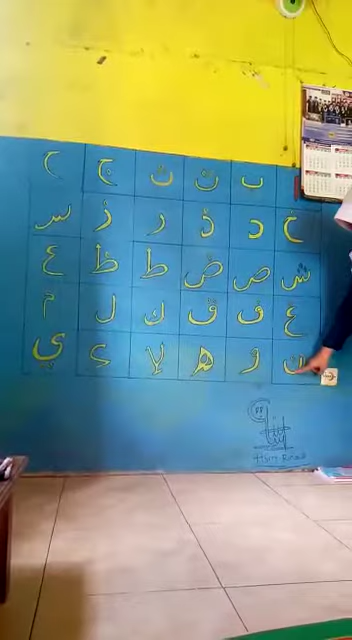 ب ت ث ج ح
خ د ذ ر ز س
ش ص ض ط ظ ع
غ ف ق ك ل م
ن و ه لا ء ي